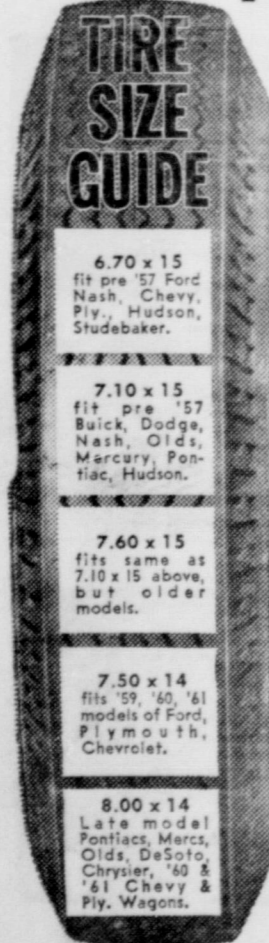 TIRE
SIZE
GUIDE
6.70 x 15
fit pre '57 Ford
Nash, Chevy,
Ply., Hudson,
Studebaker.
7.10 x 15
fit pre '57
Buick, Dodge,
Nash, Olds,
Mercury, Pon-
tiac, Hudson.
7.60 x 15
fits same as
7.10 x 15 above,
but older
models.
7.50 x 14
fits '59, '60, '61
models of Ford,
Plymouth,
Chevrolet.
8.00 x 14
Late model
Pontiacs, Mercs,
Olds, DeSoto,
Chrysler, '60 &
'61 Chevy &
Ply. Wagons.